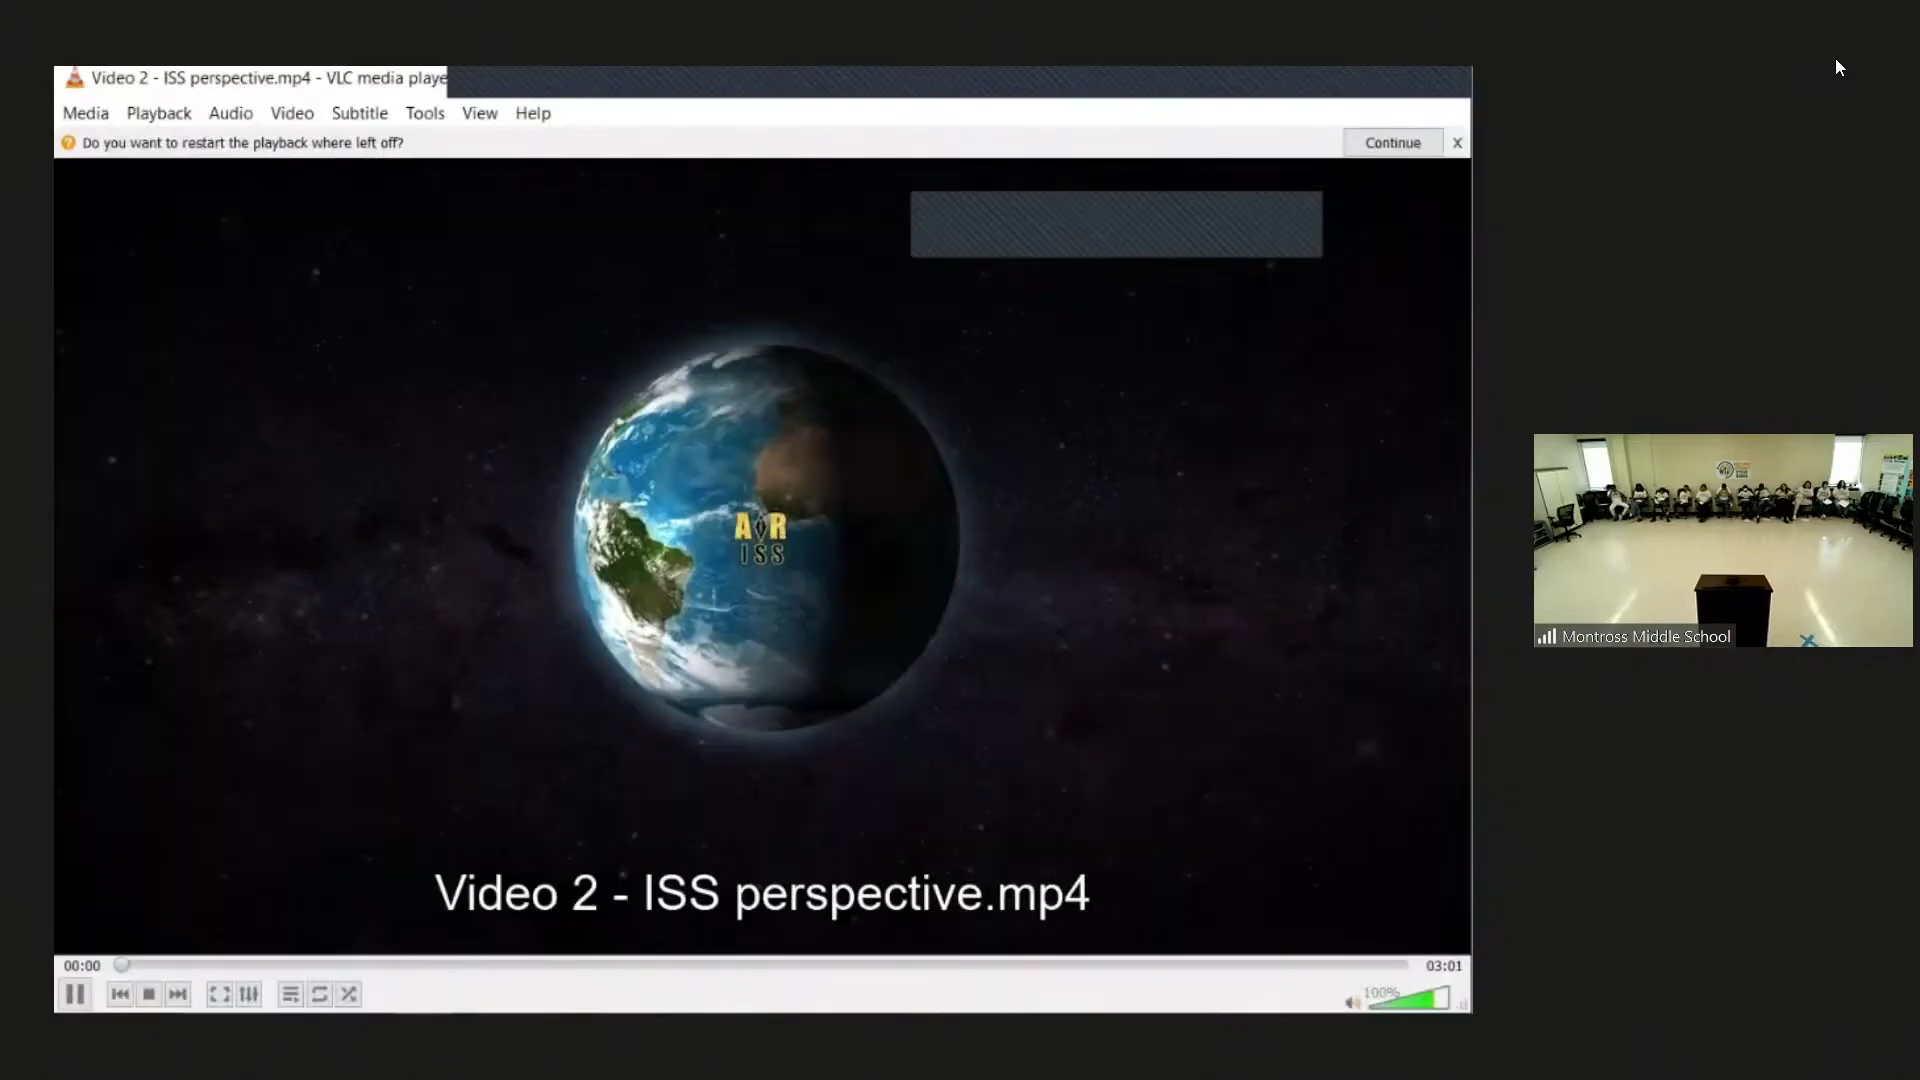 Video 2 - ISS perspective.mp4 - VLC media playe
Media Playback Audio Video Subtitle Tools View Help
Do you want to restart the playback where left off?
Continue X
A R
ISS
Montross Middle School
Video 2 - ISS perspective.mp4
00:00
03:01
100%